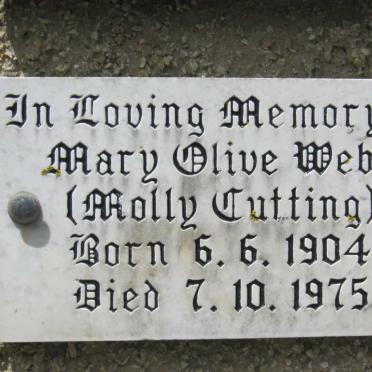 In Loving Memory
Mary Olive Web
(Molly Cutting)
Born 6. 6. 1904
Died 7. 10. 1975